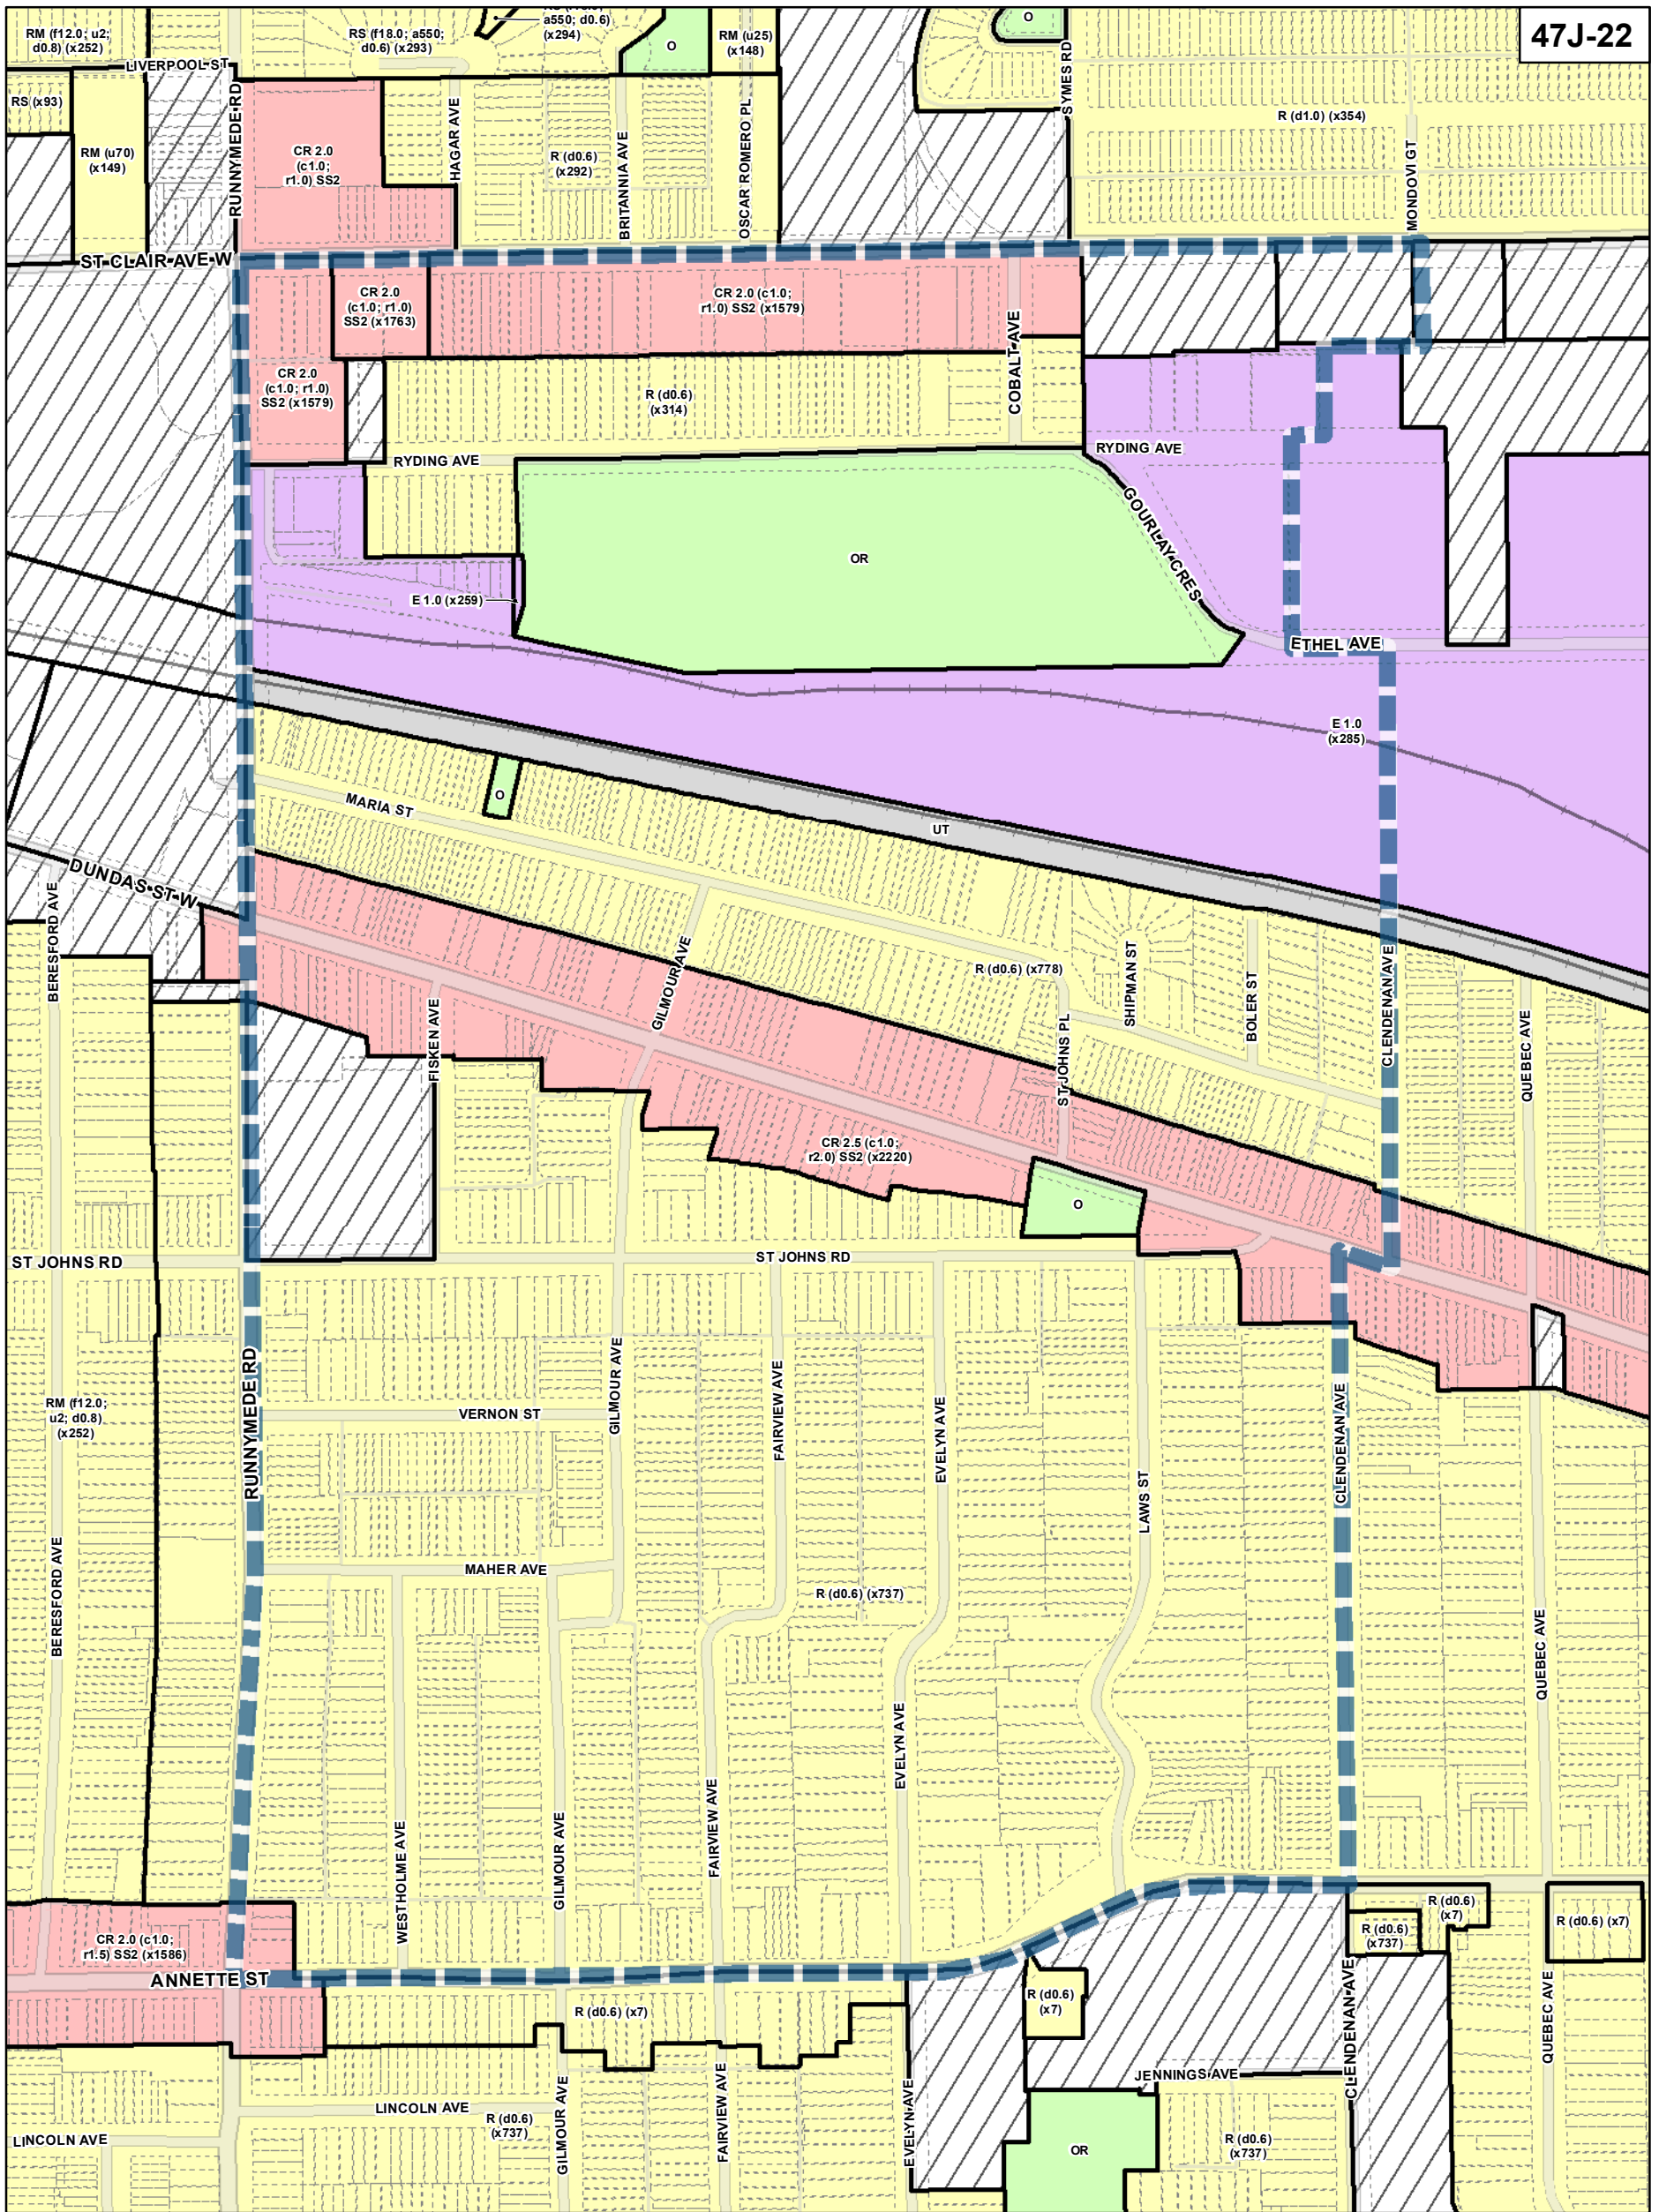 47J-22
RM (f12.0; u2;
d0.8) (x252)
RS (f18.0; a550;
d0.6) (x293)
a550; d0.6)
(x294)
O
RM (u25)
(x148)
O
LIVERPOOL ST
RS (x93)
RM (u70)
(x149)
RUNNYMEDE RD
CR 2.0
(c1.0;
r1.0) SS2
HAGAR AVE
R (d0.6)
(x292)
BRITANNIA AVE
OSCAR ROMERO PL
SYMES RD
R (d1.0) (x354)
MONDOVI GT
ST CLAIR AVE W
CR 2.0
(c1.0; r1.0)
SS2 (x1763)
CR 2.0 (c1.0;
r1.0) SS2 (x1579)
COBALT AVE
CR 2.0
(c1.0; r1.0)
SS2 (x1579)
R (d0.6)
(x314)
RYDING AVE
RYDING AVE
GOURLAY CRES
OR
E 1.0 (x259)
ETHEL AVE
E 1.0
(x285)
MARIA ST
O
UT
DUNDAS ST W
BERESFORD AVE
GILMOUR AVE
FISKEN AVE
R (d0.6) (x778)
SHIPMAN ST
BOLER ST
CLENDENAN AVE
QUEBEC AVE
ST JOHNS PL
CR 2.5 (c1.0;
r2.0) SS2 (x2220)
O
ST JOHNS RD
ST JOHNS RD
RM (f12.0;
u2; d0.8)
(x252)
RUNNYMEDE RD
VERNON ST
GILMOUR AVE
FAIRVIEW AVE
EVELYN AVE
LAWS ST
CLENDENAN AVE
BERESFORD AVE
MAHER AVE
R (d0.6) (x737)
QUEBEC AVE
EVELYN AVE
WESTHOLME AVE
GILMOUR AVE
FAIRVIEW AVE
CR 2.0 (c1.0;
r1.5) SS2 (x1586)
ANNETTE ST
R (d0.6)
(x7)
R (d0.6)
(x737)
R (d0.6) (x7)
R (d0.6) (x7)
R (d0.6)
(x7)
CLENDENAN AVE
QUEBEC AVE
JENNINGS AVE
LINCOLN AVE
LINCOLN AVE
R (d0.6)
(x737)
GILMOUR AVE
FAIRVIEW AVE
EVELYN AVE
OR
R (d0.6)
(x737)